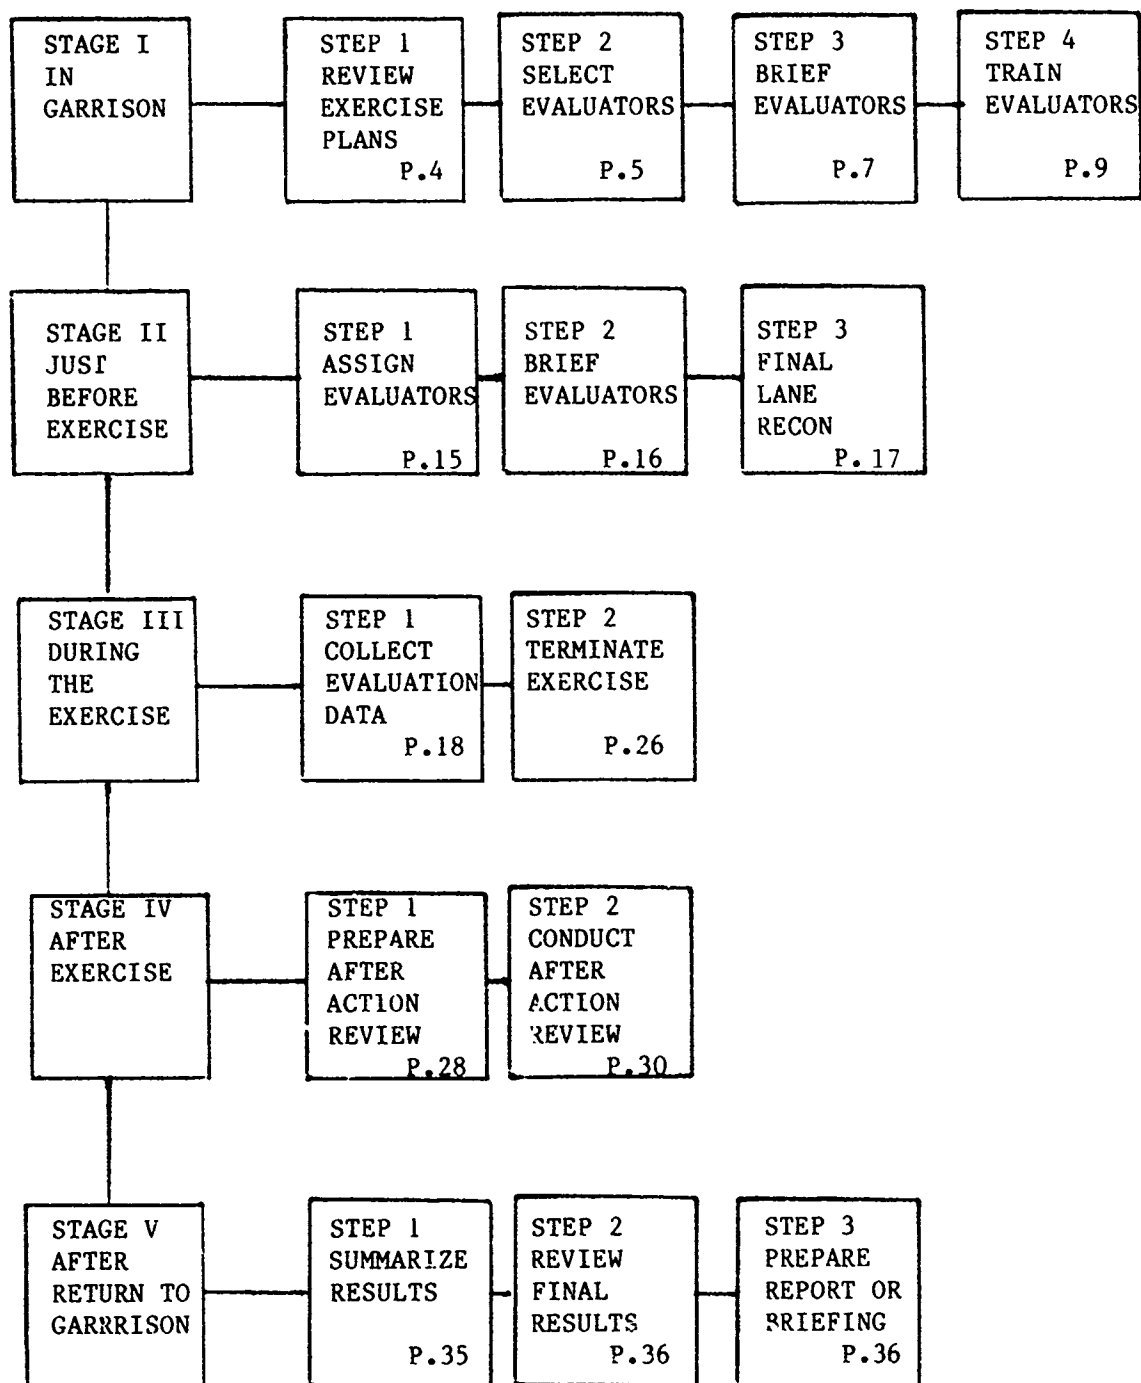 STAGE I
IN
GARRISON
STEP 1
REVIEW
EXERCISE
PLANS
P.4
STEP 2
SELECT
EVALUATORS
P.5
STEP 3
BRIEF
EVALUATORS
P.7
STEP 4
TRAIN
EVALUATORS
P.9
STAGE II
JUST
BEFORE
EXERCISE
STEP 1
ASSIGN
EVALUATORS
P.15
STEP 2
BRIEF
EVALUATORS
P.16
STEP 3
FINAL
LANE
RECON
P.17
STAGE III
DURING
THE
EXERCISE
STEP 1
COLLECT
EVALUATION
DATA
P.18
STEP 2
TERMINATE
EXERCISE
P.26
STAGE IV
AFTER
EXERCISE
STEP 1
PREPARE
AFTER
ACTION
REVIEW
P.28
STEP 2
CONDUCT
AFTER
ACTION
REVIEW
P.30
STAGE V
AFTER
RETURN TO
GARRRISON
STEP 1
SUMMARIZE
RESULTS
P.35
STEP 2
REVIEW
FINAL
RESULTS
P.36
STEP 3
PREPARE
REPORT OR
BRIEFING
P.36